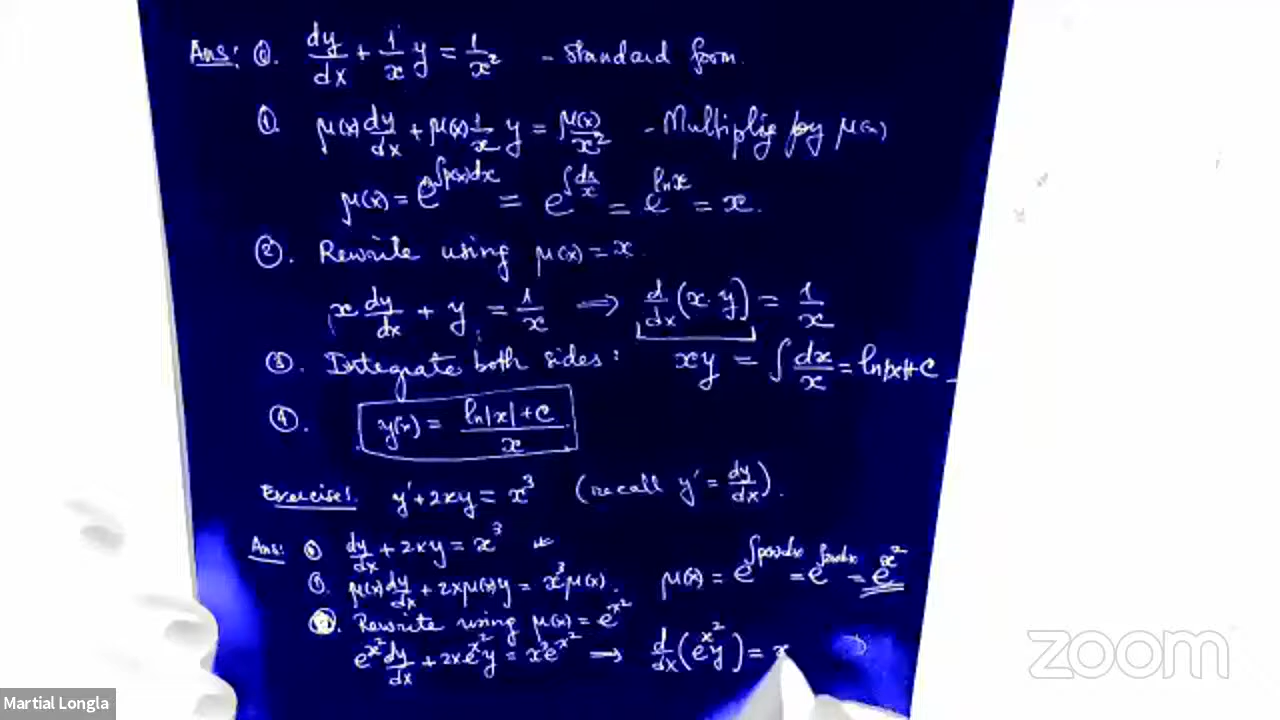 Ans: ⓪. dy/dx + 1/x y = 1/x² - Standard form.
①. μ(x) dy/dx + μ(x) 1/x y = μ(x)/x² - Multiply by μ(x)
μ(x) = e^∫p(x)dx = e^∫dx/x = e^lnx = x.
②. Rewrite using μ(x) = x.
x dy/dx + y = 1/x ⟹ d/dx (x·y) = 1/x
③. Integrate both sides: xy = ∫ dx/x = ln|x|+C
④. y(x) = (ln|x| + C)/x
Exercise 1. y' + 2xy = x³ (recall y' = dy/dx).
Ans: ⓪ dy/dx + 2xy = x³
①. μ(x) dy/dx + 2xμ(x)y = x³μ(x). μ(x) = e^∫p(x)dx = e^∫2xdx = e^x²
②. Rewrite using μ(x) = e^x²
e^x² dy/dx + 2xe^x² y = x³e^x² ⟶ d/dx (e^x² y) = x
Martial Longla
zoom